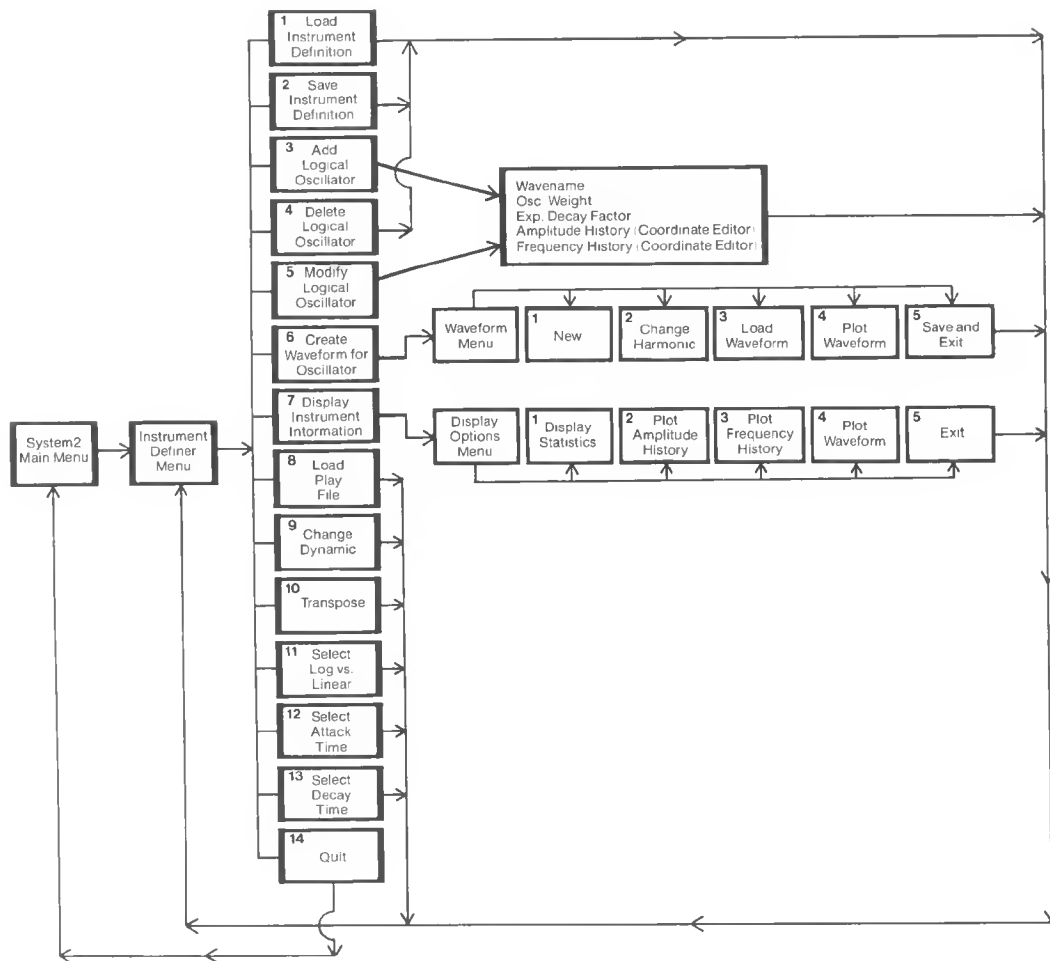 1 Load
Instrument
Definition
2 Save
Instrument
Definition
3 Add
Logical
Oscillator
4 Delete
Logical
Oscillator
5 Modify
Logical
Oscillator
6 Create
Waveform for
Oscillator
7 Display
Instrument
Information
8 Load
Play
File
9 Change
Dynamic
10
Transpose
11 Select
Log vs.
Linear
12 Select
Attack
Time
13 Select
Decay
Time
14
Quit
System2
Main Menu
Instrument
Definer
Menu
Wavename
Osc. Weight
Exp. Decay Factor
Amplitude History (Coordinate Editor)
Frequency History (Coordinate Editor)
Waveform
Menu
1
New
2 Change
Harmonic
3 Load
Waveform
4 Plot
Waveform
5 Save and
Exit
Display
Options
Menu
1 Display
Statistics
2 Plot
Amplitude
History
3 Plot
Frequency
History
4 Plot
Waveform
5
Exit